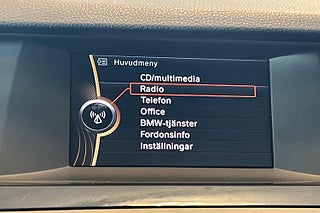 Huvudmeny
CD/multimedia
Radio
Telefon
Office
BMW-tjänster
Fordonsinfo
Inställningar